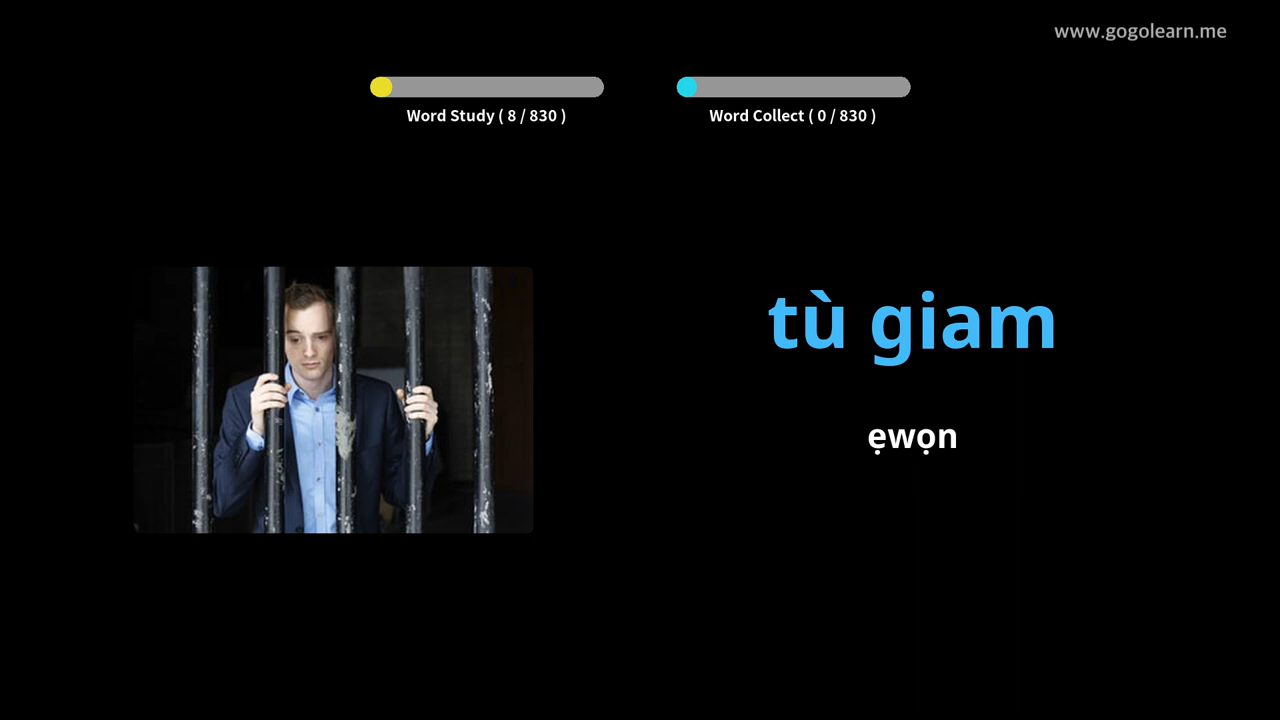 www.gogolearn.me
Word Study ( 8 / 830 )
Word Collect ( 0 / 830 )
tù giam
ẹwọn